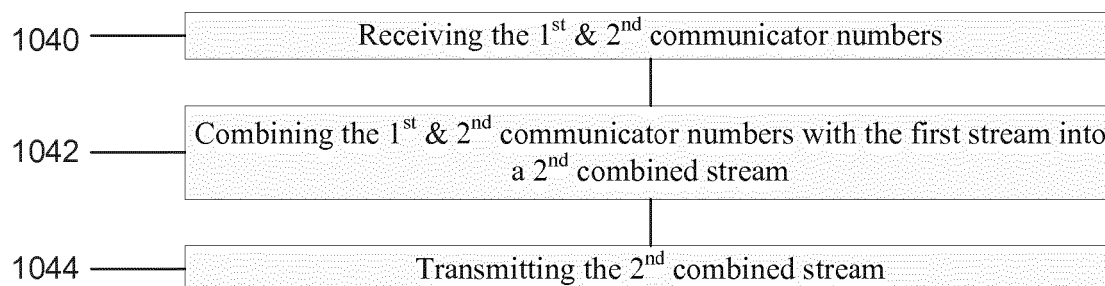 1040 Receiving the 1st & 2nd communicator numbers
1042 Combining the 1st & 2nd communicator numbers with the first stream into
a 2nd combined stream
1044 Transmitting the 2nd combined stream